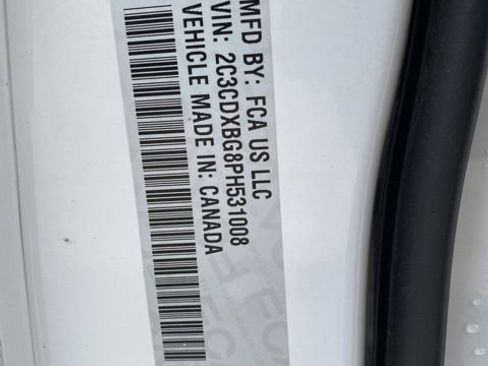 MFD BY: FCA US LLC
VIN: 2C3CDXBG8PH531008
VEHICLE MADE IN: CANADA